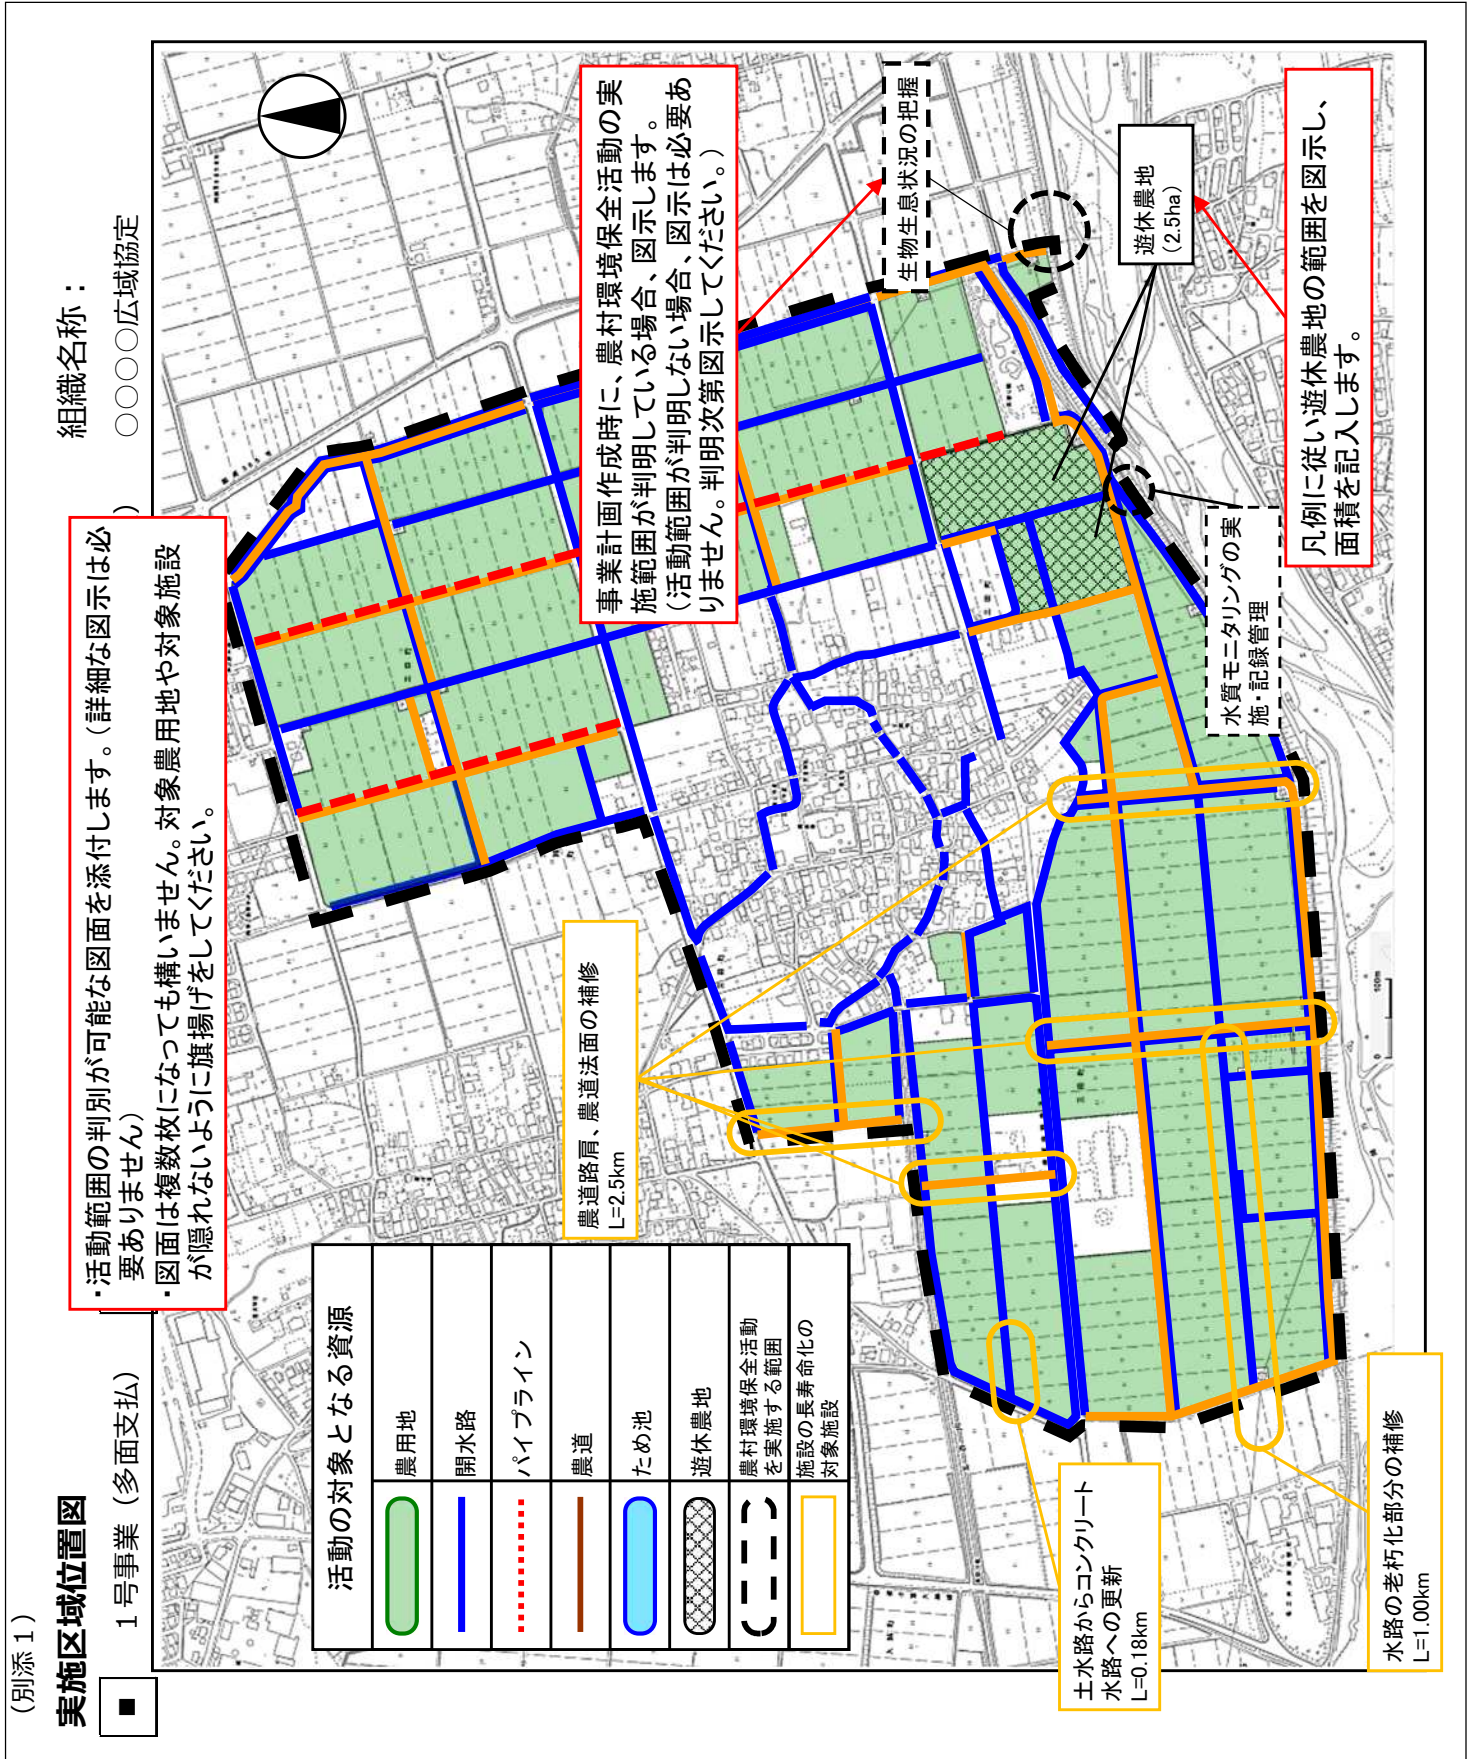 (別添１)
実施区域位置図
■
１号事業（多面支払）
)
組織名称：
○○○○広域協定
・活動範囲の判別が可能な図面を添付します。（詳細な図示は必
要ありません）
・図面は複数枚になっても構いません。対象農用地や対象施設
が隠れないように旗揚げをしてください。
事業計画作成時に、農村環境保全活動の実
施範囲が判明している場合、図示します。
（活動範囲が判明しない場合、図示は必要あ
りません。判明次第図示してください。）
生物生息状況の把握
遊休農地
（2.5ha）
凡例に従い遊休農地の範囲を図示し、
面積を記入します。
水質モニタリングの実
施・記録管理
農道路肩、農道法面の補修
L=2.5km
活動の対象となる資源
農用地
開水路
パイプライン
農道
ため池
遊休農地
農村環境保全活動
を実施する範囲
施設の長寿命化の
対象施設
土水路からコンクリート
水路への更新
L=0.18km
水路の老朽化部分の補修
L=1.00km
0
100m